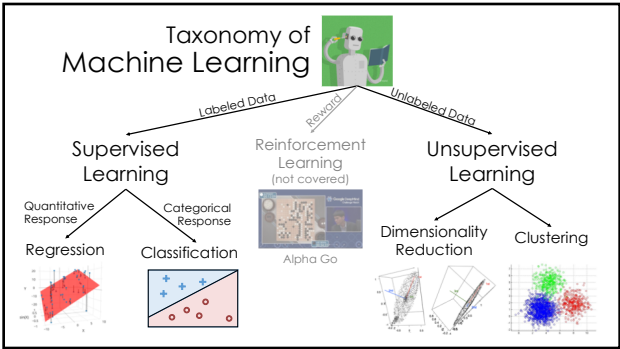 Taxonomy of
Machine Learning
Labeled Data
Reward
Unlabeled Data
Supervised
Learning
Reinforcement
Learning
(not covered)
Unsupervised
Learning
Quantitative
Response
Categorical
Response
Regression
Classification
Alpha Go
Dimensionality
Reduction
Clustering